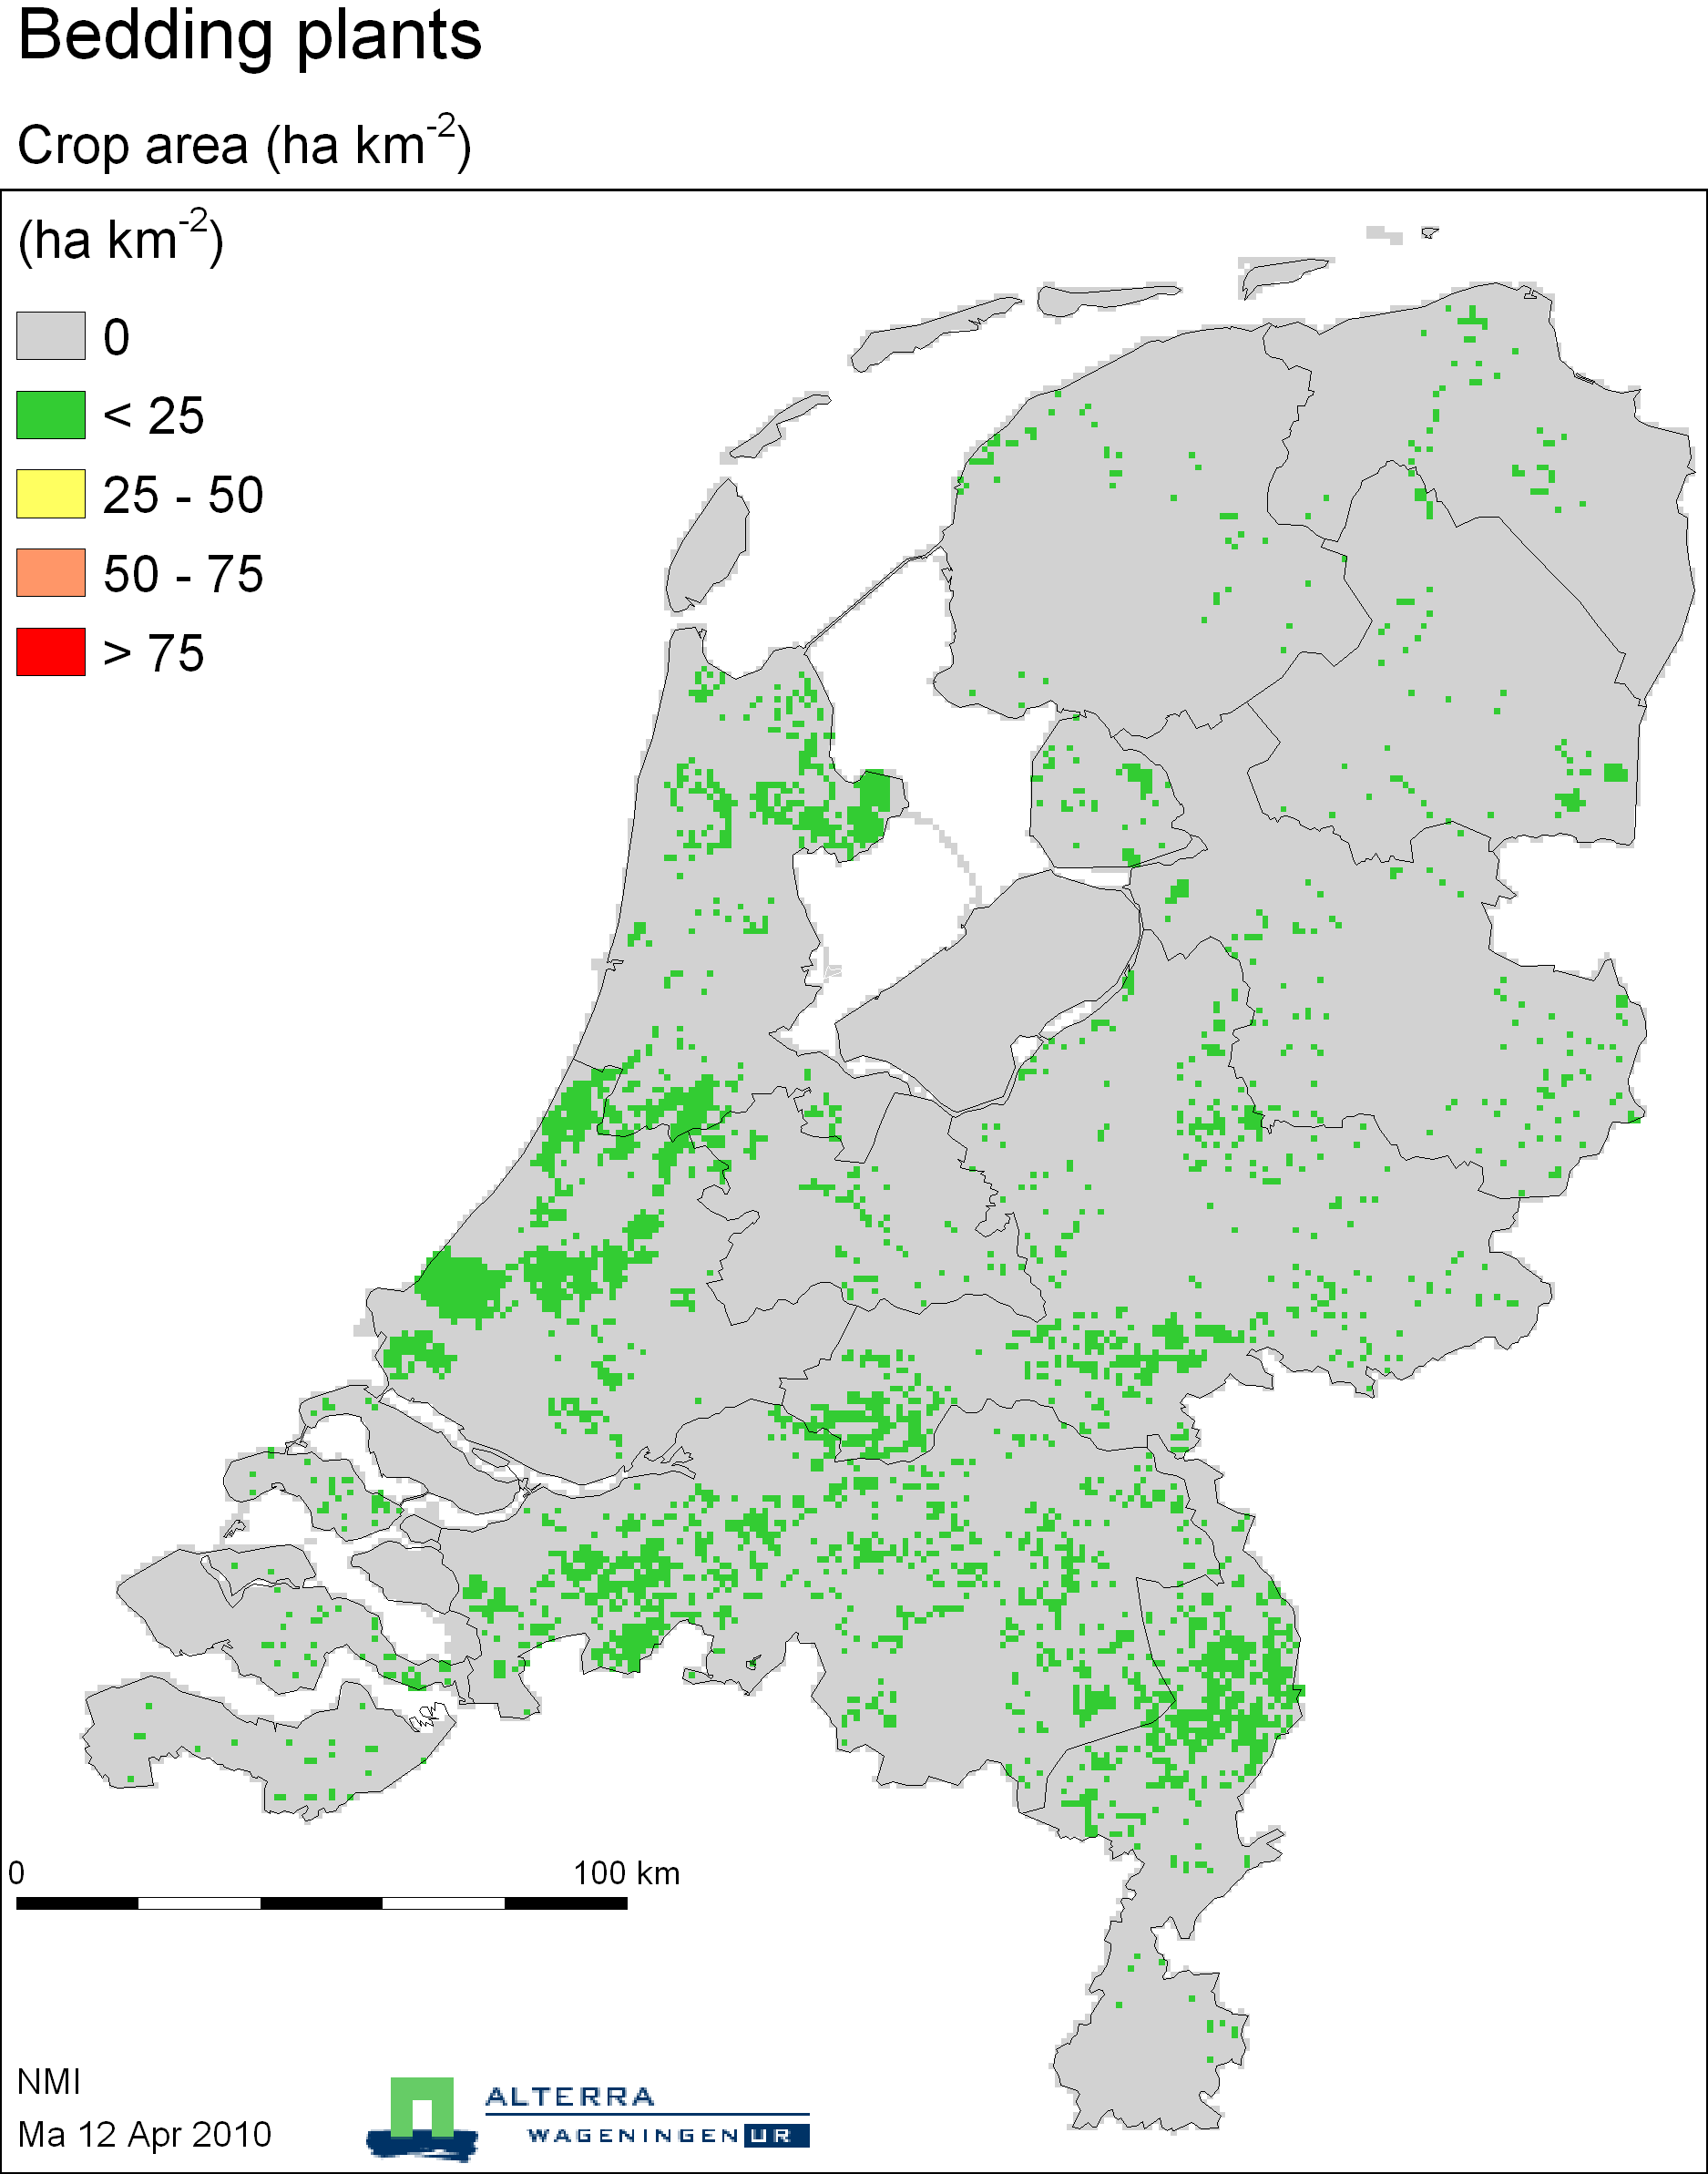 Bedding plants
Crop area (ha km-2)
(ha km-2)
0
< 25
25 - 50
50 - 75
> 75
0 100 km
NMI
Ma 12 Apr 2010
ALTERRA
WAGENINGEN UR